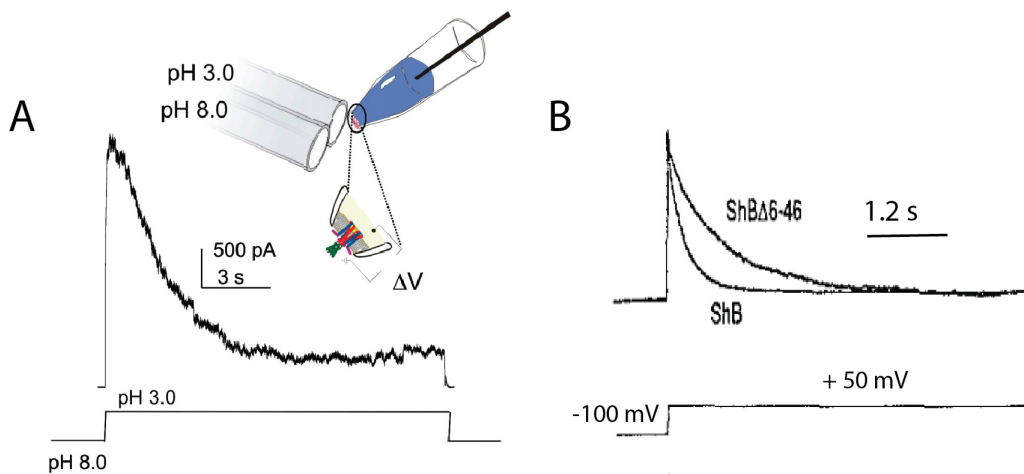 A
pH 3.0
pH 8.0
500 pA
3 s
ΔV
pH 3.0
pH 8.0
B
ShBΔ6-46
1.2 s
ShB
+ 50 mV
-100 mV